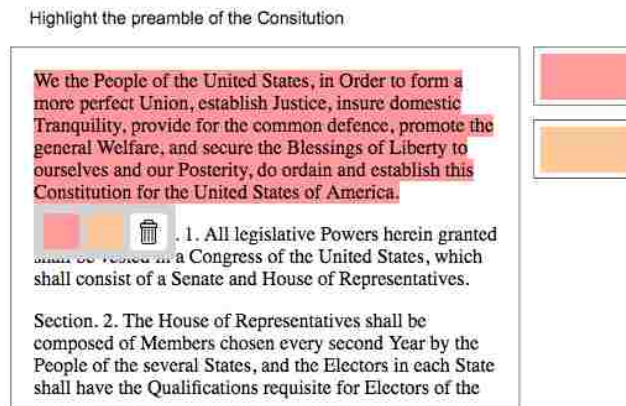 Highlight the preamble of the Consitution
We the People of the United States, in Order to form a
more perfect Union, establish Justice, insure domestic
Tranquility, provide for the common defence, promote the
general Welfare, and secure the Blessings of Liberty to
ourselves and our Posterity, do ordain and establish this
Constitution for the United States of America.
. 1. All legislative Powers herein granted
a Congress of the United States, which
shall consist of a Senate and House of Representatives.
Section. 2. The House of Representatives shall be
composed of Members chosen every second Year by the
People of the several States, and the Electors in each State
shall have the Qualifications requisite for Electors of the